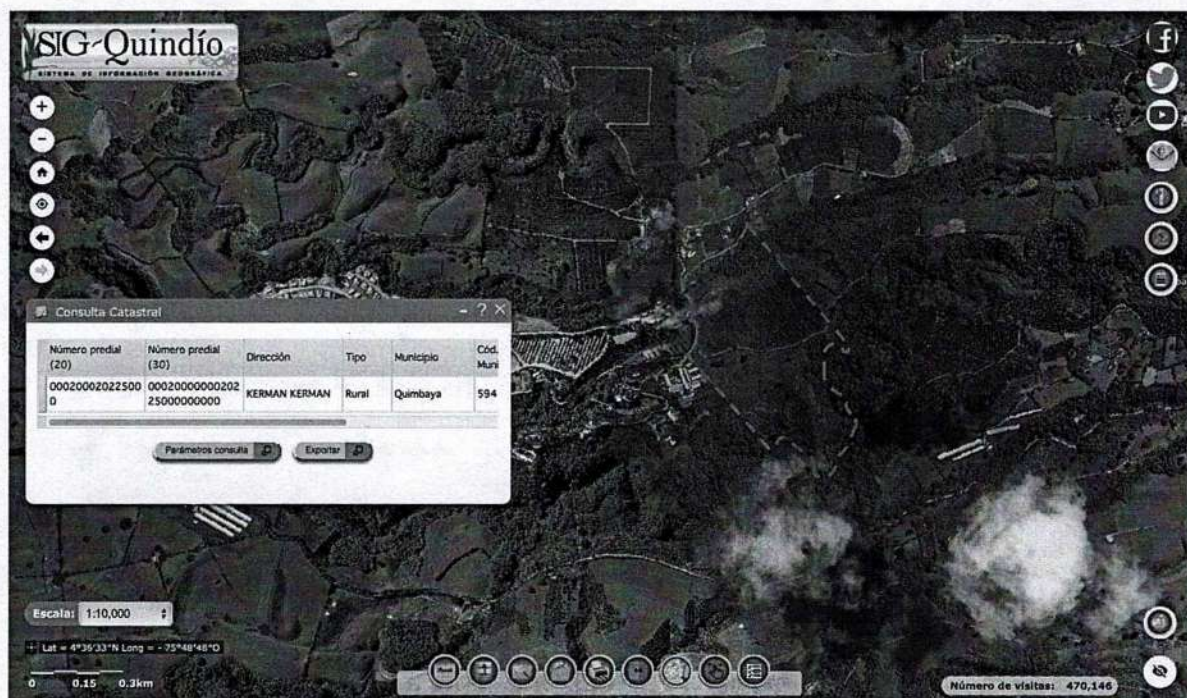 SIG-Quindío
SISTEMA DE INFORMACIÓN GEOGRÁFICA
Consulta Catastral
Número predial (20) Número predial (30) Dirección Tipo Municipio Cód. Muni
00020002022500 0 00020000000202 25000000000 KERMAN KERMAN Rural Quimbaya 594
Parámetros consulta Exportar
Escala: 1:10,000
Lat = 4°36'33"N Long = - 75°48'48"O
0 0.15 0.3km
Número de visitas: 470,146